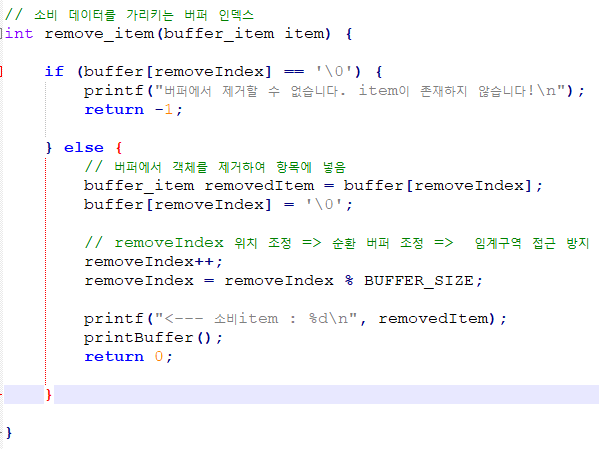 // 소비 데이터를 가리키는 버퍼 인덱스
int remove_item(buffer_item item) {
if (buffer[removeIndex] == '\0') {
printf("버퍼에서 제거할 수 없습니다. item이 존재하지 않습니다!\n");
return -1;
} else {
// 버퍼에서 객체를 제거하여 항목에 넣음
buffer_item removedItem = buffer[removeIndex];
buffer[removeIndex] = '\0';
// removeIndex 위치 조정 => 순환 버퍼 조정 =>  임계구역 접근 방지
removeIndex++;
removeIndex = removeIndex % BUFFER_SIZE;
printf("<--- 소비item : %d\n", removedItem);
printBuffer();
return 0;
}
}